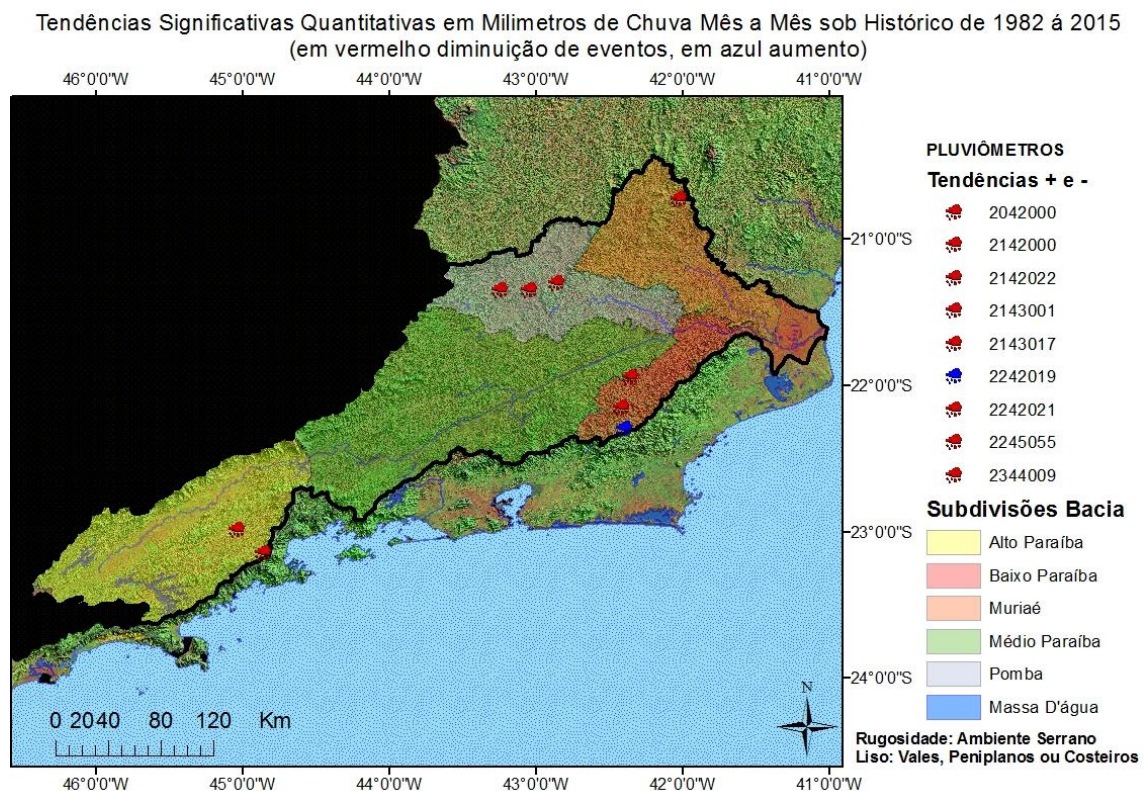 Tendências Significativas Quantitativas em Milimetros de Chuva Mês a Mês sob Histórico de 1982 á 2015
(em vermelho diminuição de eventos, em azul aumento)
46°0'0"W 45°0'0"W 44°0'0"W 43°0'0"W 42°0'0"W 41°0'0"W
21°0'0"S
22°0'0"S
23°0'0"S
24°0'0"S
PLUVIÔMETROS
Tendências + e -
2042000
2142000
2142022
2143001
2143017
2242019
2242021
2245055
2344009
Subdivisões Bacia
Alto Paraíba
Baixo Paraíba
Muriaé
Médio Paraíba
Pomba
Massa D'água
Rugosidade: Ambiente Serrano
Liso: Vales, Peniplanos ou Costeiros
N
0 20 40 80 120 Km
46°0'0"W 45°0'0"W 44°0'0"W 43°0'0"W 42°0'0"W 41°0'0"W